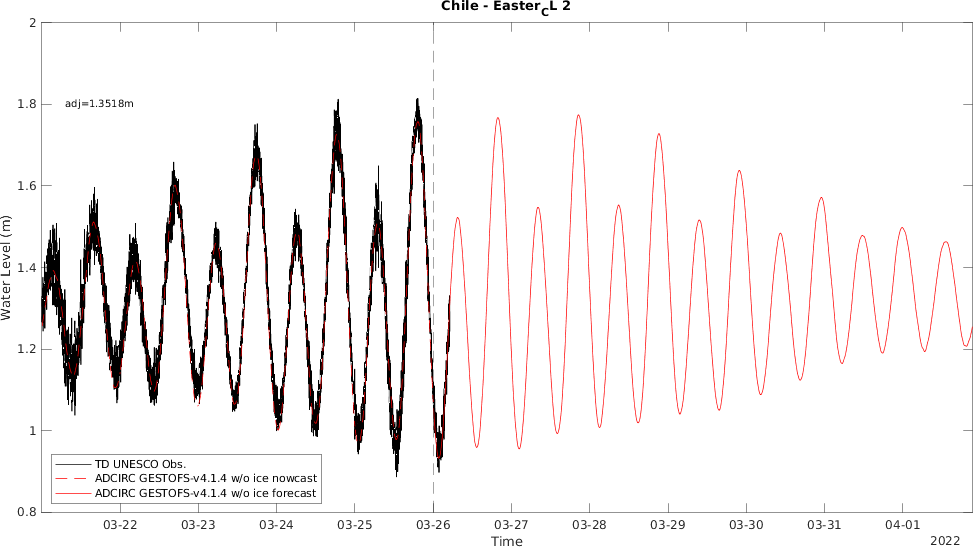 Chile - Easter_CL 2
2
1.8
1.6
1.4
1.2
1
0.8
Water Level (m)
adj=1.3518m
TD UNESCO Obs.
ADCIRC GESTOFS-v4.1.4 w/o ice nowcast
ADCIRC GESTOFS-v4.1.4 w/o ice forecast
03-22 03-23 03-24 03-25 03-26 03-27 03-28 03-29 03-30 03-31 04-01
Time
2022